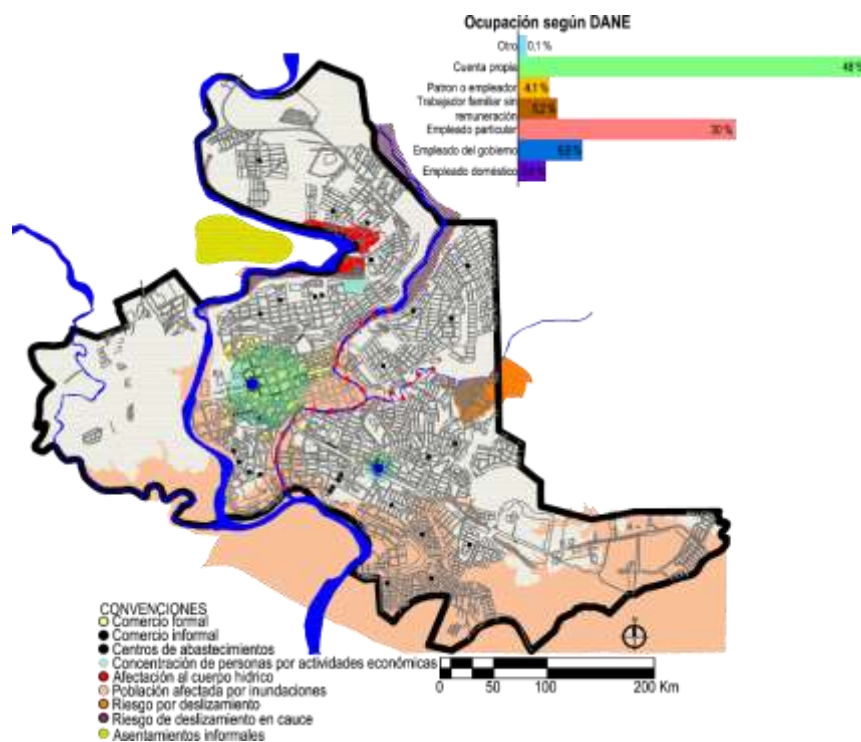 Ocupación según DANE
Otro 0,1 %
Cuenta propia 48 %
Patron o empleador 4,1 %
Trabajador familiar sin
remuneración 5,2 %
Empleado particular 30 %
Empleado del gobierno
Empleado doméstico
CONVENCIONES
Comercio formal
Comercio informal
Centros de abastecimientos
Concentración de personas por actividades económicas
Afectación al cuerpo hídrico
Población afectada por inundaciones
Riesgo por deslizamiento
Riesgo de deslizamiento en cauce
Asentamientos informales
0 50 100 200 Km